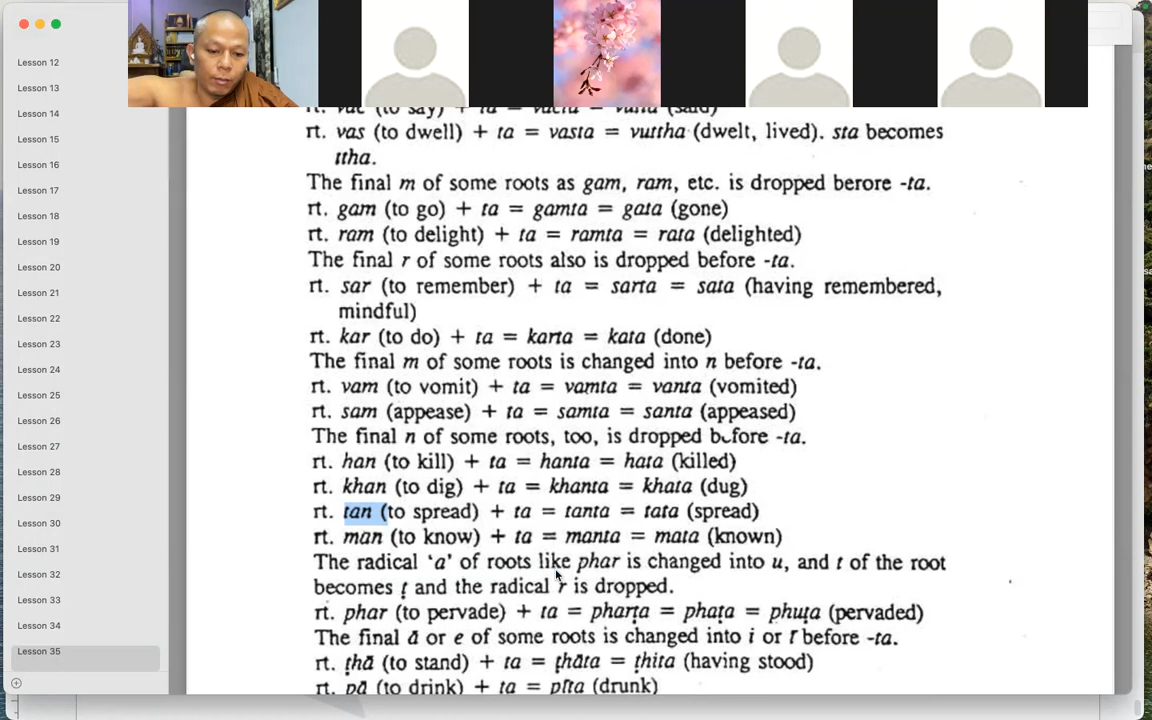 Lesson 12
Lesson 13
Lesson 14
Lesson 15
Lesson 16
Lesson 17
Lesson 18
Lesson 19
Lesson 20
Lesson 21
Lesson 22
Lesson 23
Lesson 24
Lesson 25
Lesson 26
Lesson 27
Lesson 28
Lesson 29
Lesson 30
Lesson 31
Lesson 32
Lesson 33
Lesson 34
Lesson 35
rt. vac (to say) + ta = vacta = vutta (said)
rt. vas (to dwell) + ta = vasta = vuttha (dwelt, lived). sta becomes
ttha.
The final m of some roots as gam, ram, etc. is dropped berore -ta.
rt. gam (to go) + ta = gamta = gata (gone)
rt. ram (to delight) + ta = ramta = rata (delighted)
The final r of some roots also is dropped before -ta.
rt. sar (to remember) + ta = sarta = sata (having remembered,
mindful)
rt. kar (to do) + ta = karta = kata (done)
The final m of some roots is changed into n before -ta.
rt. vam (to vomit) + ta = vamta = vanta (vomited)
rt. sam (appease) + ta = samta = santa (appeased)
The final n of some roots, too, is dropped before -ta.
rt. han (to kill) + ta = hanta = hata (killed)
rt. khan (to dig) + ta = khanta = khata (dug)
rt. tan (to spread) + ta = tanta = tata (spread)
rt. man (to know) + ta = manta = mata (known)
The radical ‘a’ of roots like phar is changed into u, and t of the root
becomes ṭ and the radical r is dropped.
rt. phar (to pervade) + ta = pharṭa = phaṭa = phuṭa (pervaded)
The final ā or e of some roots is changed into i or ī before -ta.
rt. ṭhā (to stand) + ta = ṭhāta = ṭhita (having stood)
rt. pā (to drink) + ta = pīta (drunk)